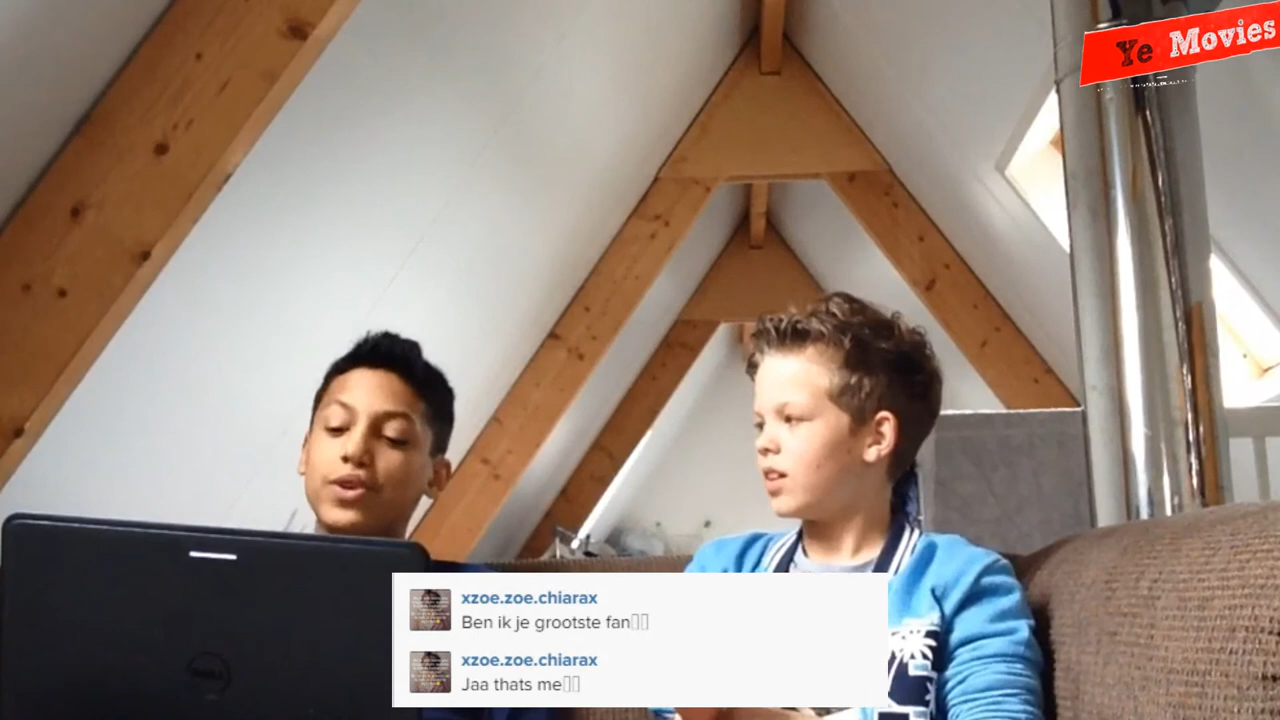 Ye Movies
xzoe.zoe.chiarax
Ben ik je grootste fan
xzoe.zoe.chiarax
Jaa thats me
DELL